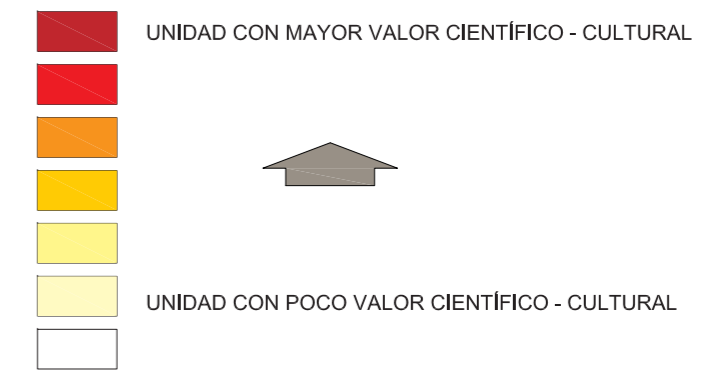 UNIDAD CON MAYOR VALOR CIENTÍFICO - CULTURAL
UNIDAD CON POCO VALOR CIENTÍFICO - CULTURAL